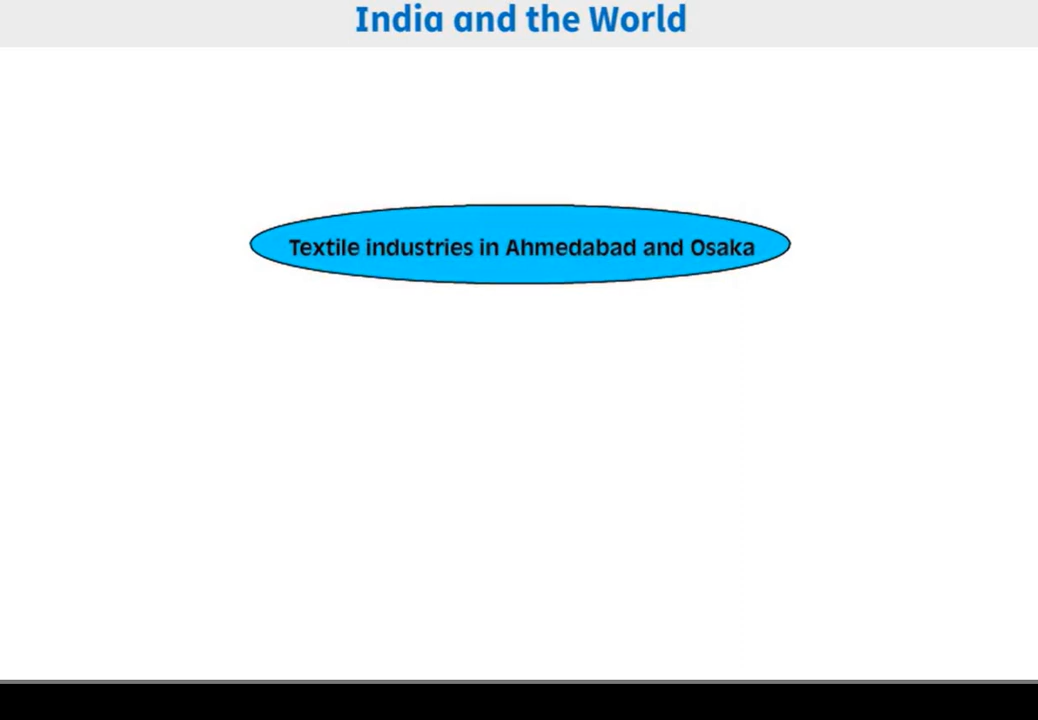 India and the World
Textile industries in Ahmedabad and Osaka